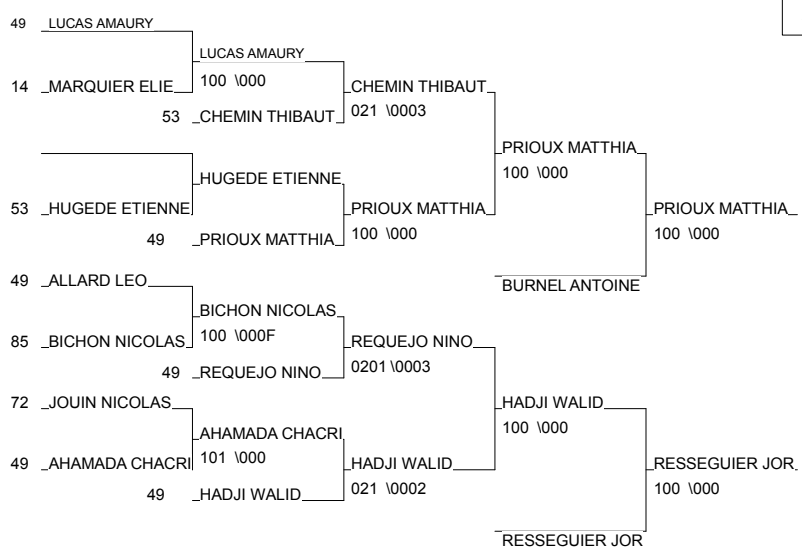 49 LUCAS AMAURY
LUCAS AMAURY
14 MARQUIER ELIE 100 \000 CHEMIN THIBAUT
53 CHEMIN THIBAUT 021 \0003
PRIOUX MATTHIA
100 \000
HUGEDE ETIENNE
53 HUGEDE ETIENNE PRIOUX MATTHIA PRIOUX MATTHIA
49 PRIOUX MATTHIA 100 \000 100 \000
49 ALLARD LEO BURNEL ANTOINE
BICHON NICOLAS
85 BICHON NICOLAS 100 \000F REQUEJO NINO
49 REQUEJO NINO 0201 \0003
72 JOUIN NICOLAS HADJI WALID
100 \000
AHAMADA CHACRI
49 AHAMADA CHACRI 101 \000 HADJI WALID RESSEGUIER JOR
49 HADJI WALID 021 \0002 100 \000
RESSEGUIER JOR